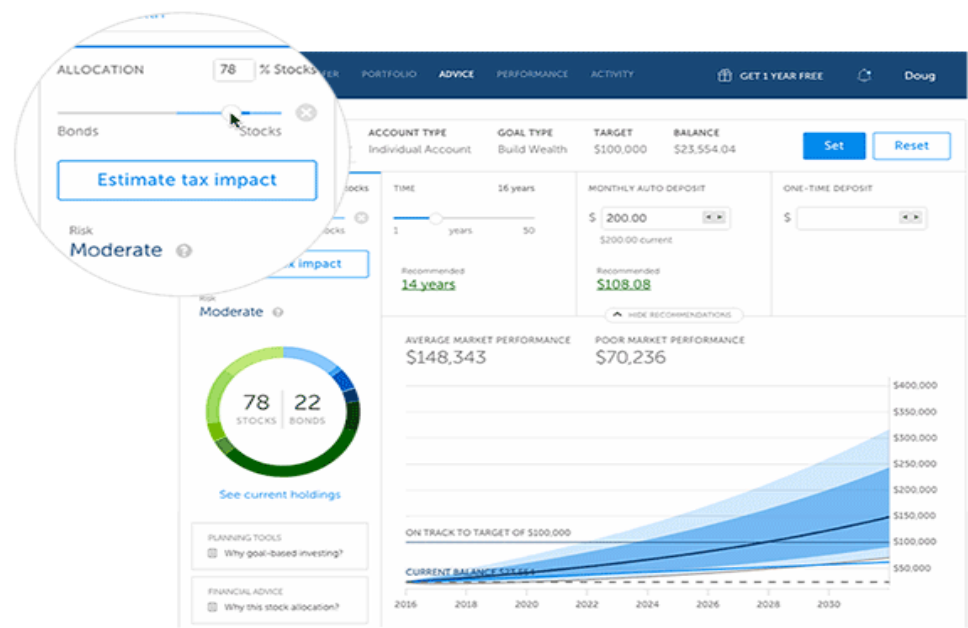 ALLOCATION 78 % Stocks
Bonds Stocks
Estimate tax impact
Risk
Moderate ?
PORTFOLIO ADVICE PERFORMANCE ACTIVITY GET 1 YEAR FREE Doug
ACCOUNT TYPE GOAL TYPE TARGET BALANCE
Individual Account Build Wealth $100,000 $23,554.04 Set Reset
TIME 16 years MONTHLY AUTO DEPOSIT ONE-TIME DEPOSIT
$ 200.00 $
1 years 50 $200.00 current
impact
Recommended Recommended
14 years $108.08
Risk
Moderate ?
HIDE RECOMMENDATIONS
AVERAGE MARKET PERFORMANCE POOR MARKET PERFORMANCE
$148,343 $70,236
78 22
STOCKS BONDS
See current holdings
$400,000
$350,000
$300,000
$250,000
$200,000
$150,000
$100,000
$50,000
ON TRACK TO TARGET OF $100,000
CURRENT BALANCE
2016 2018 2020 2022 2024 2026 2028 2030
PLANNING TOOLS
Why goal-based investing?
FINANCIAL ADVICE
Why this stock allocation?